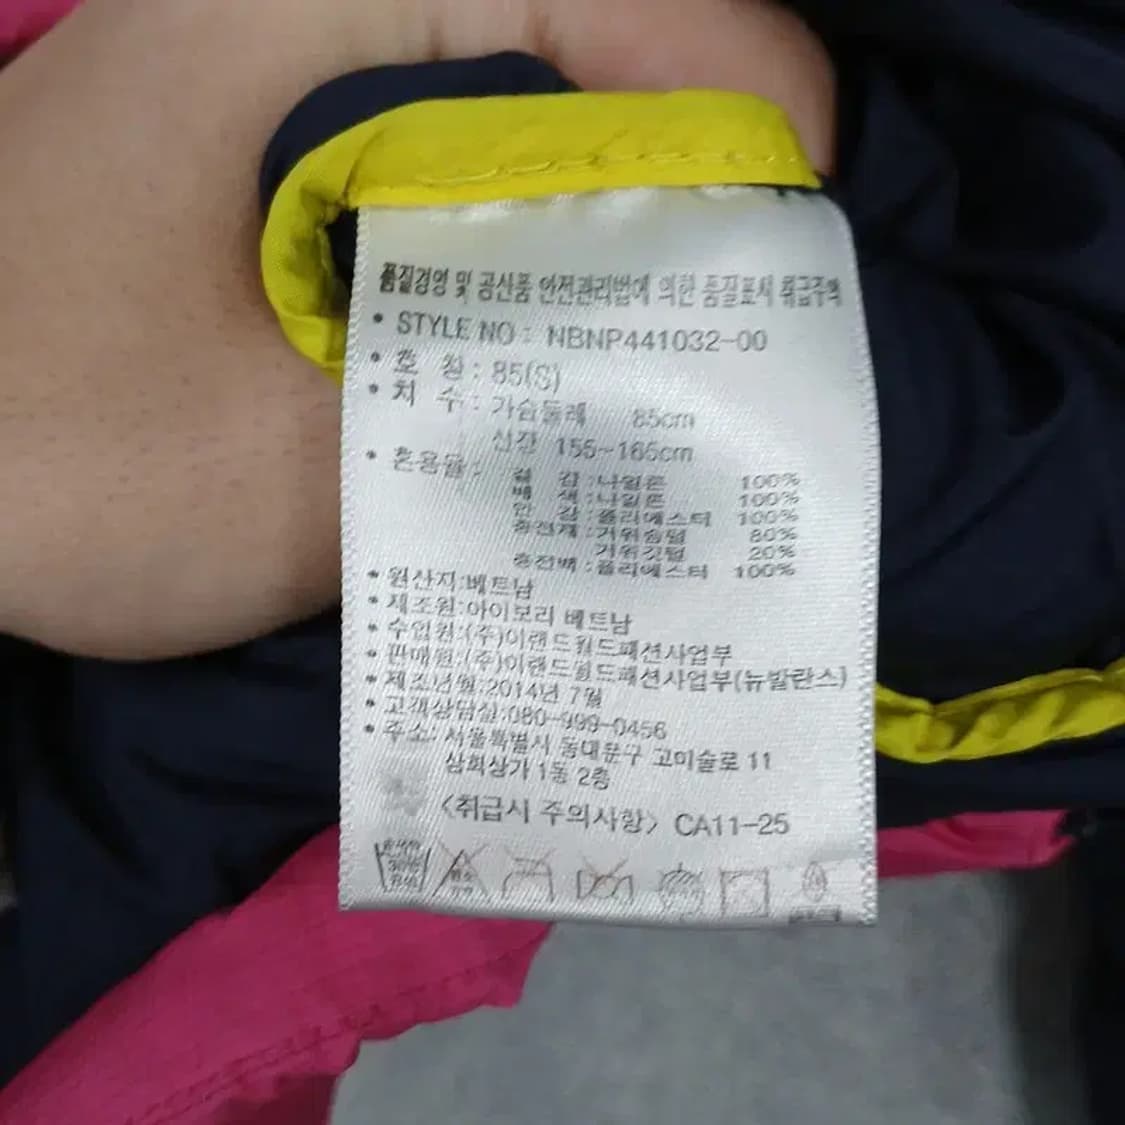 품질경영 및 공산품 안전관리법에 의한 품질표시 취급주의
• STYLE NO : NBNP441032-00
• 호 칭 : 85(S)
• 치 수 : 가슴둘레 85cm
신장 155~165cm
• 혼용률 :
겉 감 : 나일론 100%
배 색 : 나일론 100%
안 감 : 폴리에스터 100%
충전재 : 거위솜털 80%
거위깃털 20%
충전백 : 폴리에스터 100%
• 원산지:베트남
• 제조원:아이보리 베트남
• 수입원:(주)이랜드월드패션사업부
• 판매원:(주)이랜드월드패션사업부(뉴발란스)
• 제조년월:2014년 7월
• 고객상담실:080-999-0456
• 주소: 서울특별시 동대문구 고미술로 11
삼희상가 1동 2층
<취급시 주의사항> CA11-25